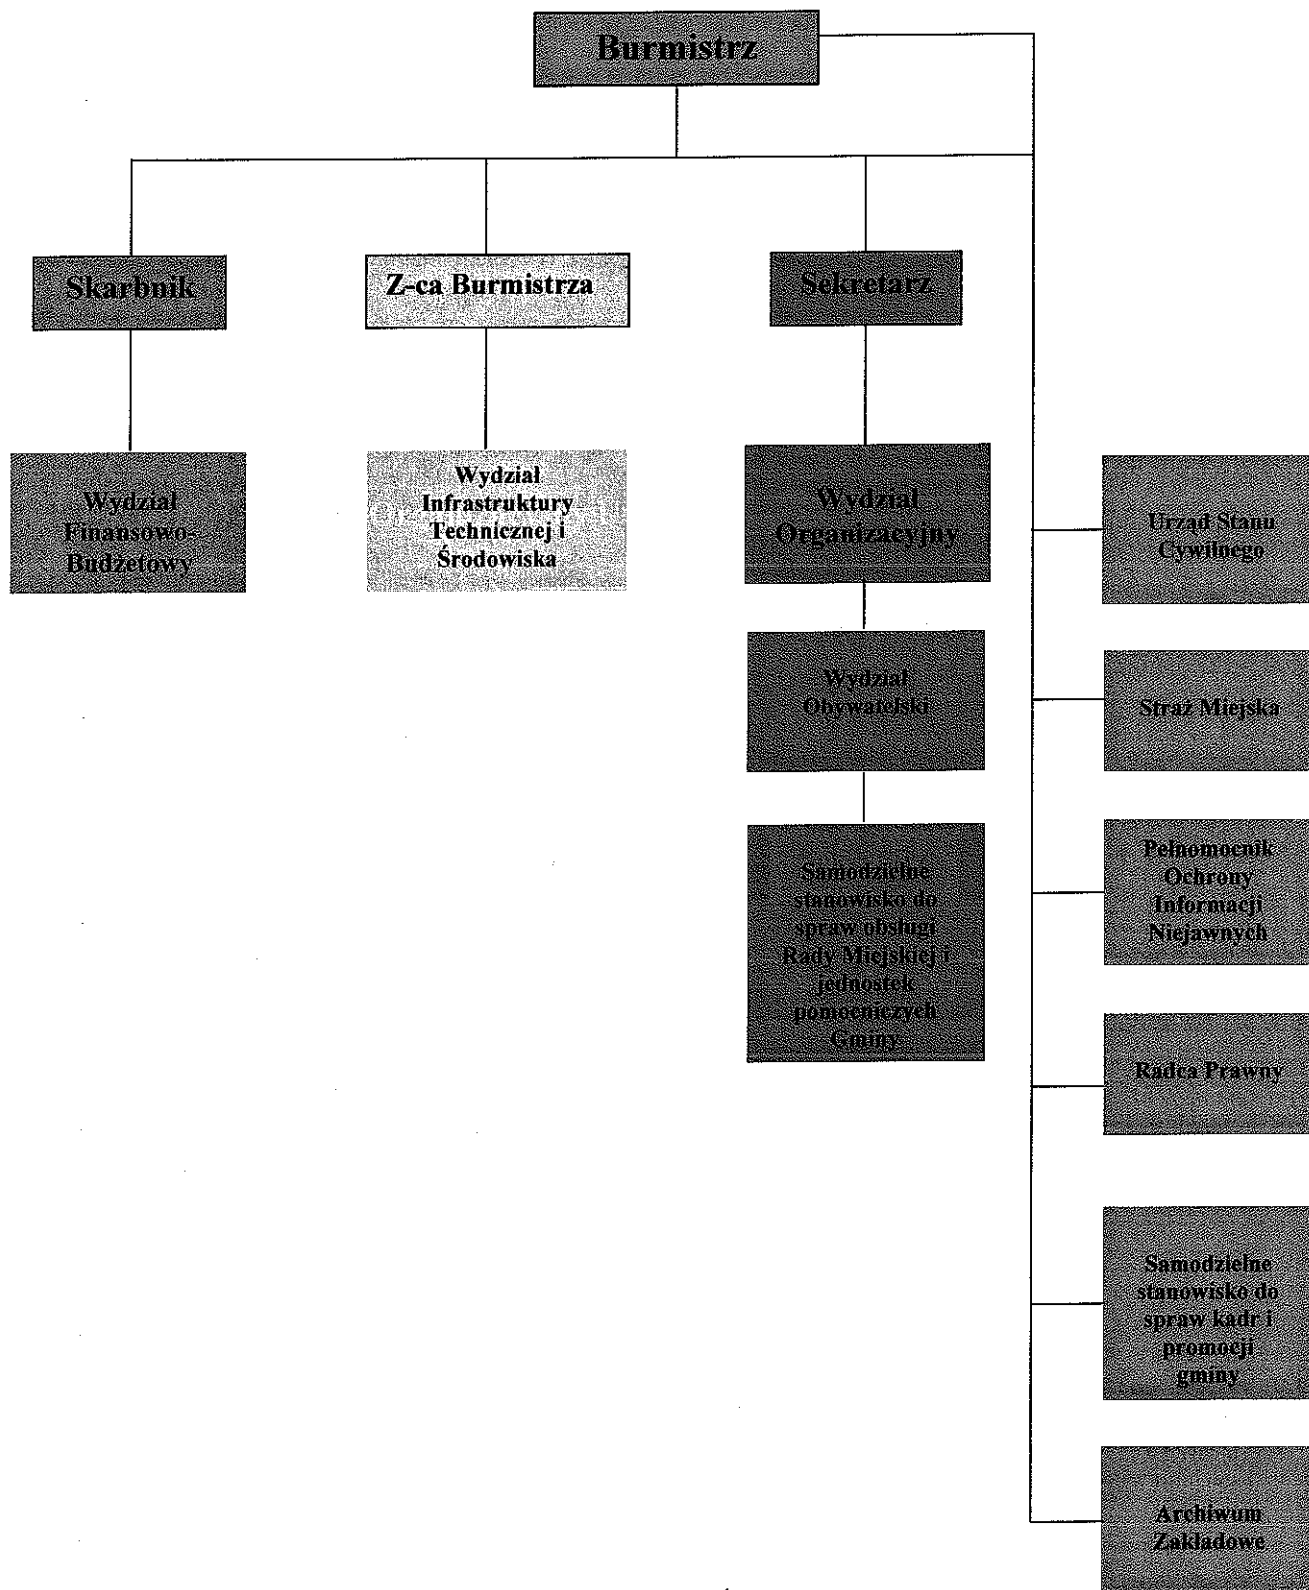 Burmistrz
Skarbnik
Z-ca Burmistrza
Sekretarz
Wydział
Finansowo-
Budżetowy
Wydział
Infrastruktury
Technicznej i
Środowiska
Wydział
Organizacyjny
Wydział
Obywatelski
Samodzielne
stanowisko do
spraw obsługi
Rady Miejskiej i
jednostek
pomocniczych
Gminy
Urząd Stanu
Cywilnego
Straż Miejska
Pełnomocnik
Ochrony
Informacji
Niejawnych
Radca Prawny
Samodzielne
stanowisko do
spraw kadr i
promocji
gminy
Archiwum
Zakładowe